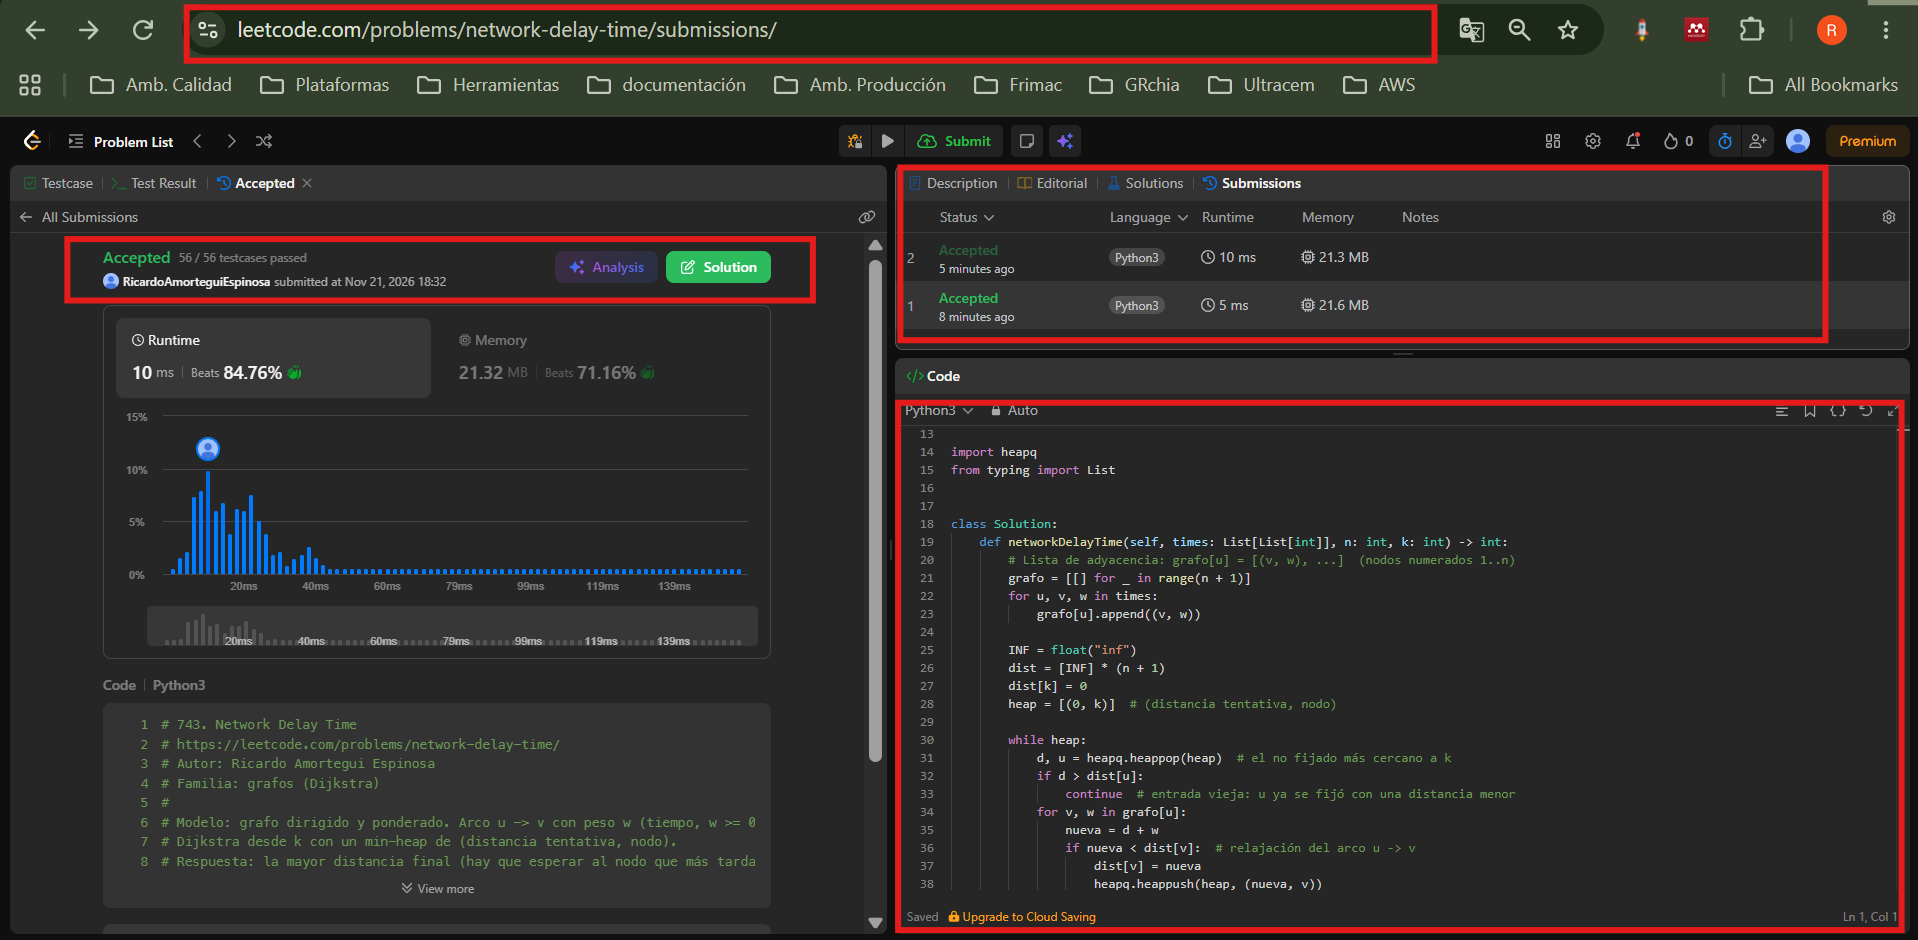 leetcode.com/problems/network-delay-time/submissions/
R
Amb. Calidad
Plataformas
Herramientas
documentación
Amb. Producción
Frimac
GRchia
Ultracem
AWS
All Bookmarks
Problem List
Submit
0
Premium
Testcase
Test Result
Accepted
All Submissions
Accepted 56 / 56 testcases passed
RicardoAmorteguiEspinosa submitted at Nov 21, 2026 18:32
Analysis
Solution
Runtime
10 ms Beats 84.76%
Memory
21.32 MB Beats 71.16%
15%
10%
5%
0%
20ms 40ms 60ms 79ms 99ms 119ms 139ms
20ms 40ms 60ms 79ms 99ms 119ms 139ms
Code Python3
1 # 743. Network Delay Time
2 # https://leetcode.com/problems/network-delay-time/
3 # Autor: Ricardo Amortegui Espinosa
4 # Familia: grafos (Dijkstra)
5 #
6 # Modelo: grafo dirigido y ponderado. Arco u -> v con peso w (tiempo, w >= 0
7 # Dijkstra desde k con un min-heap de (distancia tentativa, nodo).
8 # Respuesta: la mayor distancia final (hay que esperar al nodo que más tarda
View more
Description
Editorial
Solutions
Submissions
Status Language Runtime Memory Notes
2 Accepted 5 minutes ago Python3 10 ms 21.3 MB
1 Accepted 8 minutes ago Python3 5 ms 21.6 MB
Code
Python3 Auto
13
14 import heapq
15 from typing import List
16
17
18 class Solution:
19 def networkDelayTime(self, times: List[List[int]], n: int, k: int) -> int:
20 # Lista de adyacencia: grafo[u] = [(v, w), ...] (nodos numerados 1..n)
21 grafo = [[] for _ in range(n + 1)]
22 for u, v, w in times:
23 grafo[u].append((v, w))
24
25 INF = float("inf")
26 dist = [INF] * (n + 1)
27 dist[k] = 0
28 heap = [(0, k)] # (distancia tentativa, nodo)
29
30 while heap:
31 d, u = heapq.heappop(heap) # el no fijado más cercano a k
32 if d > dist[u]:
33 continue # entrada vieja: u ya se fijó con una distancia menor
34 for v, w in grafo[u]:
35 nueva = d + w
36 if nueva < dist[v]: # relajación del arco u -> v
37 dist[v] = nueva
38 heapq.heappush(heap, (nueva, v))
Saved Upgrade to Cloud Saving
Ln 1, Col 1